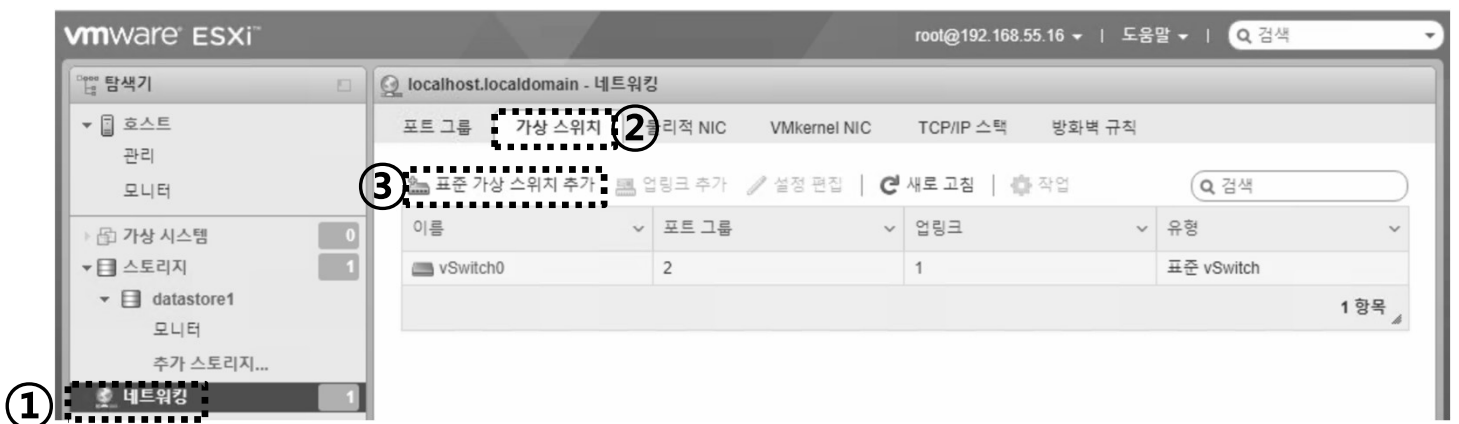 vmware ESXi™
root@192.168.55.16 | 도움말 | 검색
탐색기
호스트
관리
모니터
가상 시스템 0
스토리지 1
datastore1
모니터
추가 스토리지...
① 네트워킹 1
localhost.localdomain - 네트워킹
포트 그룹 가상 스위치 ② 물리적 NIC VMkernel NIC TCP/IP 스택 방화벽 규칙
③ 표준 가상 스위치 추가 업링크 추가 설정 편집 | 새로 고침 | 작업 검색
이름 포트 그룹 업링크 유형
vSwitch0 2 1 표준 vSwitch
1 항목